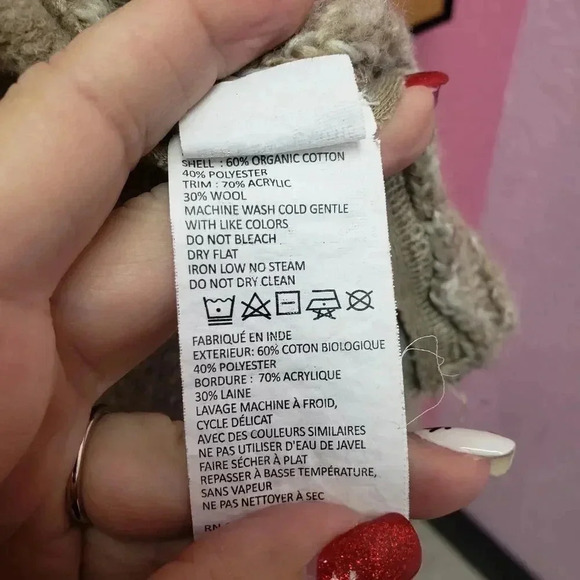 SHELL : 60% ORGANIC COTTON
40% POLYESTER
TRIM : 70% ACRYLIC
30% WOOL
MACHINE WASH COLD GENTLE
WITH LIKE COLORS
DO NOT BLEACH
DRY FLAT
IRON LOW NO STEAM
DO NOT DRY CLEAN
FABRIQUÉ EN INDE
EXTERIEUR: 60% COTON BIOLOGIQUE
40% POLYESTER
BORDURE : 70% ACRYLIQUE
30% LAINE
LAVAGE MACHINE À FROID,
CYCLE DÉLICAT
AVEC DES COULEURS SIMILAIRES
NE PAS UTILISER D'EAU DE JAVEL
FAIRE SÉCHER À PLAT
REPASSER À BASSE TEMPÉRATURE,
SANS VAPEUR
NE PAS NETTOYER À SEC
RN